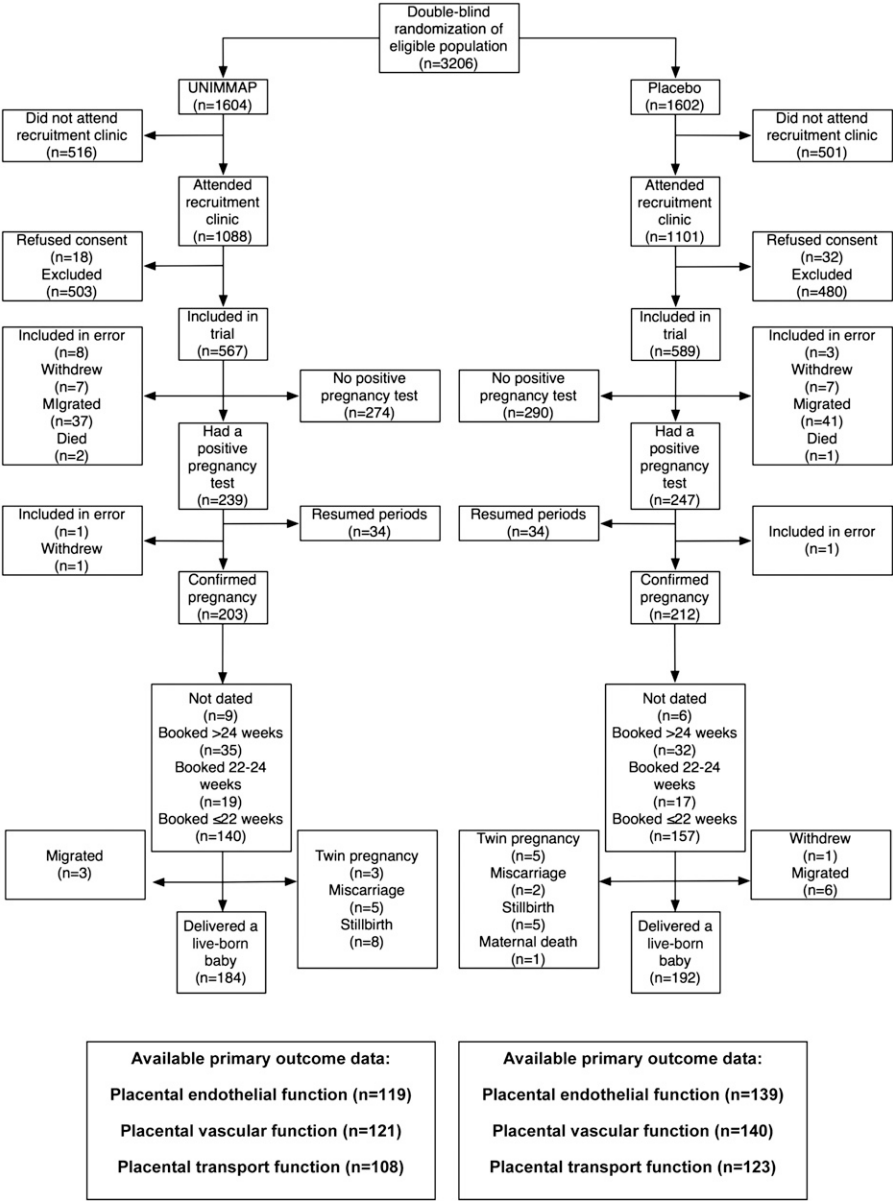 Double-blind
randomization of
eligible population
(n=3206)
UNIMMAP
(n=1604)
Placebo
(n=1602)
Did not attend
recruitment clinic
(n=516)
Did not attend
recruitment clinic
(n=501)
Attended
recruitment
clinic
(n=1088)
Attended
recruitment
clinic
(n=1101)
Refused consent
(n=18)
Excluded
(n=503)
Refused consent
(n=32)
Excluded
(n=480)
Included in
trial
(n=567)
Included in
trial
(n=589)
Included in error
(n=8)
Withdrew
(n=7)
MIgrated
(n=37)
Died
(n=2)
No positive
pregnancy test
(n=274)
No positive
pregnancy test
(n=290)
Included in error
(n=3)
Withdrew
(n=7)
Migrated
(n=41)
Died
(n=1)
Had a
positive
pregnancy
test
(n=239)
Had a
positive
pregnancy
test
(n=247)
Included in error
(n=1)
Withdrew
(n=1)
Resumed periods
(n=34)
Resumed periods
(n=34)
Included in error
(n=1)
Confirmed
pregnancy
(n=203)
Confirmed
pregnancy
(n=212)
Not dated
(n=9)
Booked >24 weeks
(n=35)
Booked 22-24
weeks
(n=19)
Booked ≤22 weeks
(n=140)
Not dated
(n=6)
Booked >24 weeks
(n=32)
Booked 22-24
weeks
(n=17)
Booked ≤22 weeks
(n=157)
Migrated
(n=3)
Twin pregnancy
(n=3)
Miscarriage
(n=5)
Stillbirth
(n=8)
Twin pregnancy
(n=5)
Miscarriage
(n=2)
Stillbirth
(n=5)
Maternal death
(n=1)
Withdrew
(n=1)
Migrated
(n=6)
Delivered a
live-born
baby
(n=184)
Delivered a
live-born
baby
(n=192)
Available primary outcome data:
Placental endothelial function (n=119)
Placental vascular function (n=121)
Placental transport function (n=108)
Available primary outcome data:
Placental endothelial function (n=139)
Placental vascular function (n=140)
Placental transport function (n=123)